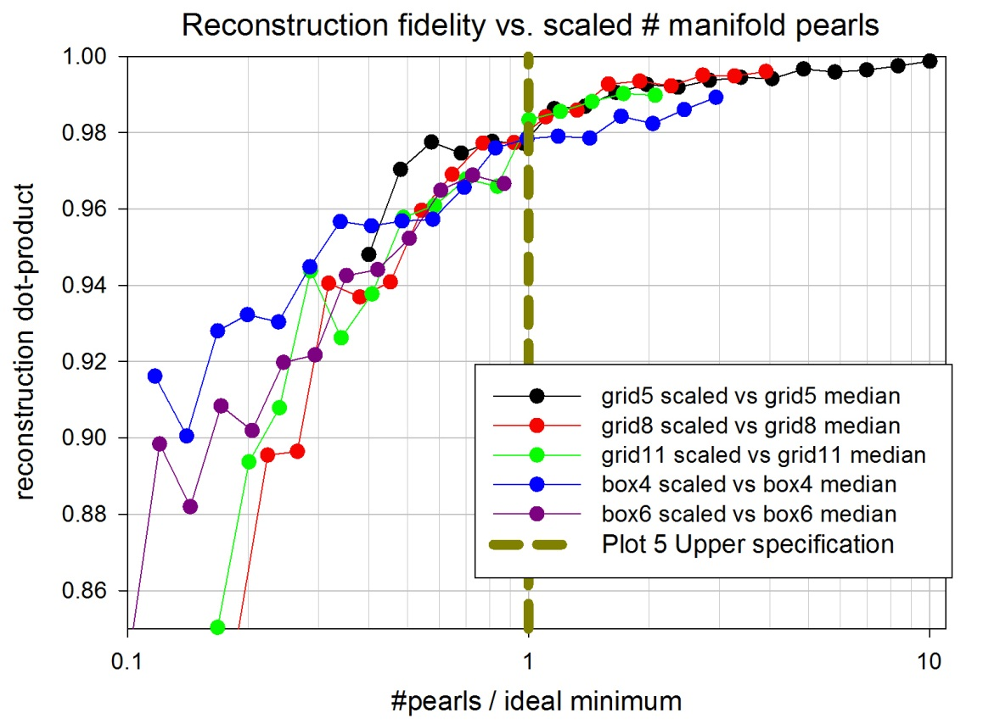 Reconstruction fidelity vs. scaled # manifold pearls
1.00
0.98
0.96
0.94
0.92
0.90
0.88
0.86
reconstruction dot-product
grid5 scaled vs grid5 median
grid8 scaled vs grid8 median
grid11 scaled vs grid11 median
box4 scaled vs box4 median
box6 scaled vs box6 median
Plot 5 Upper specification
0.1 1 10
#pearls / ideal minimum